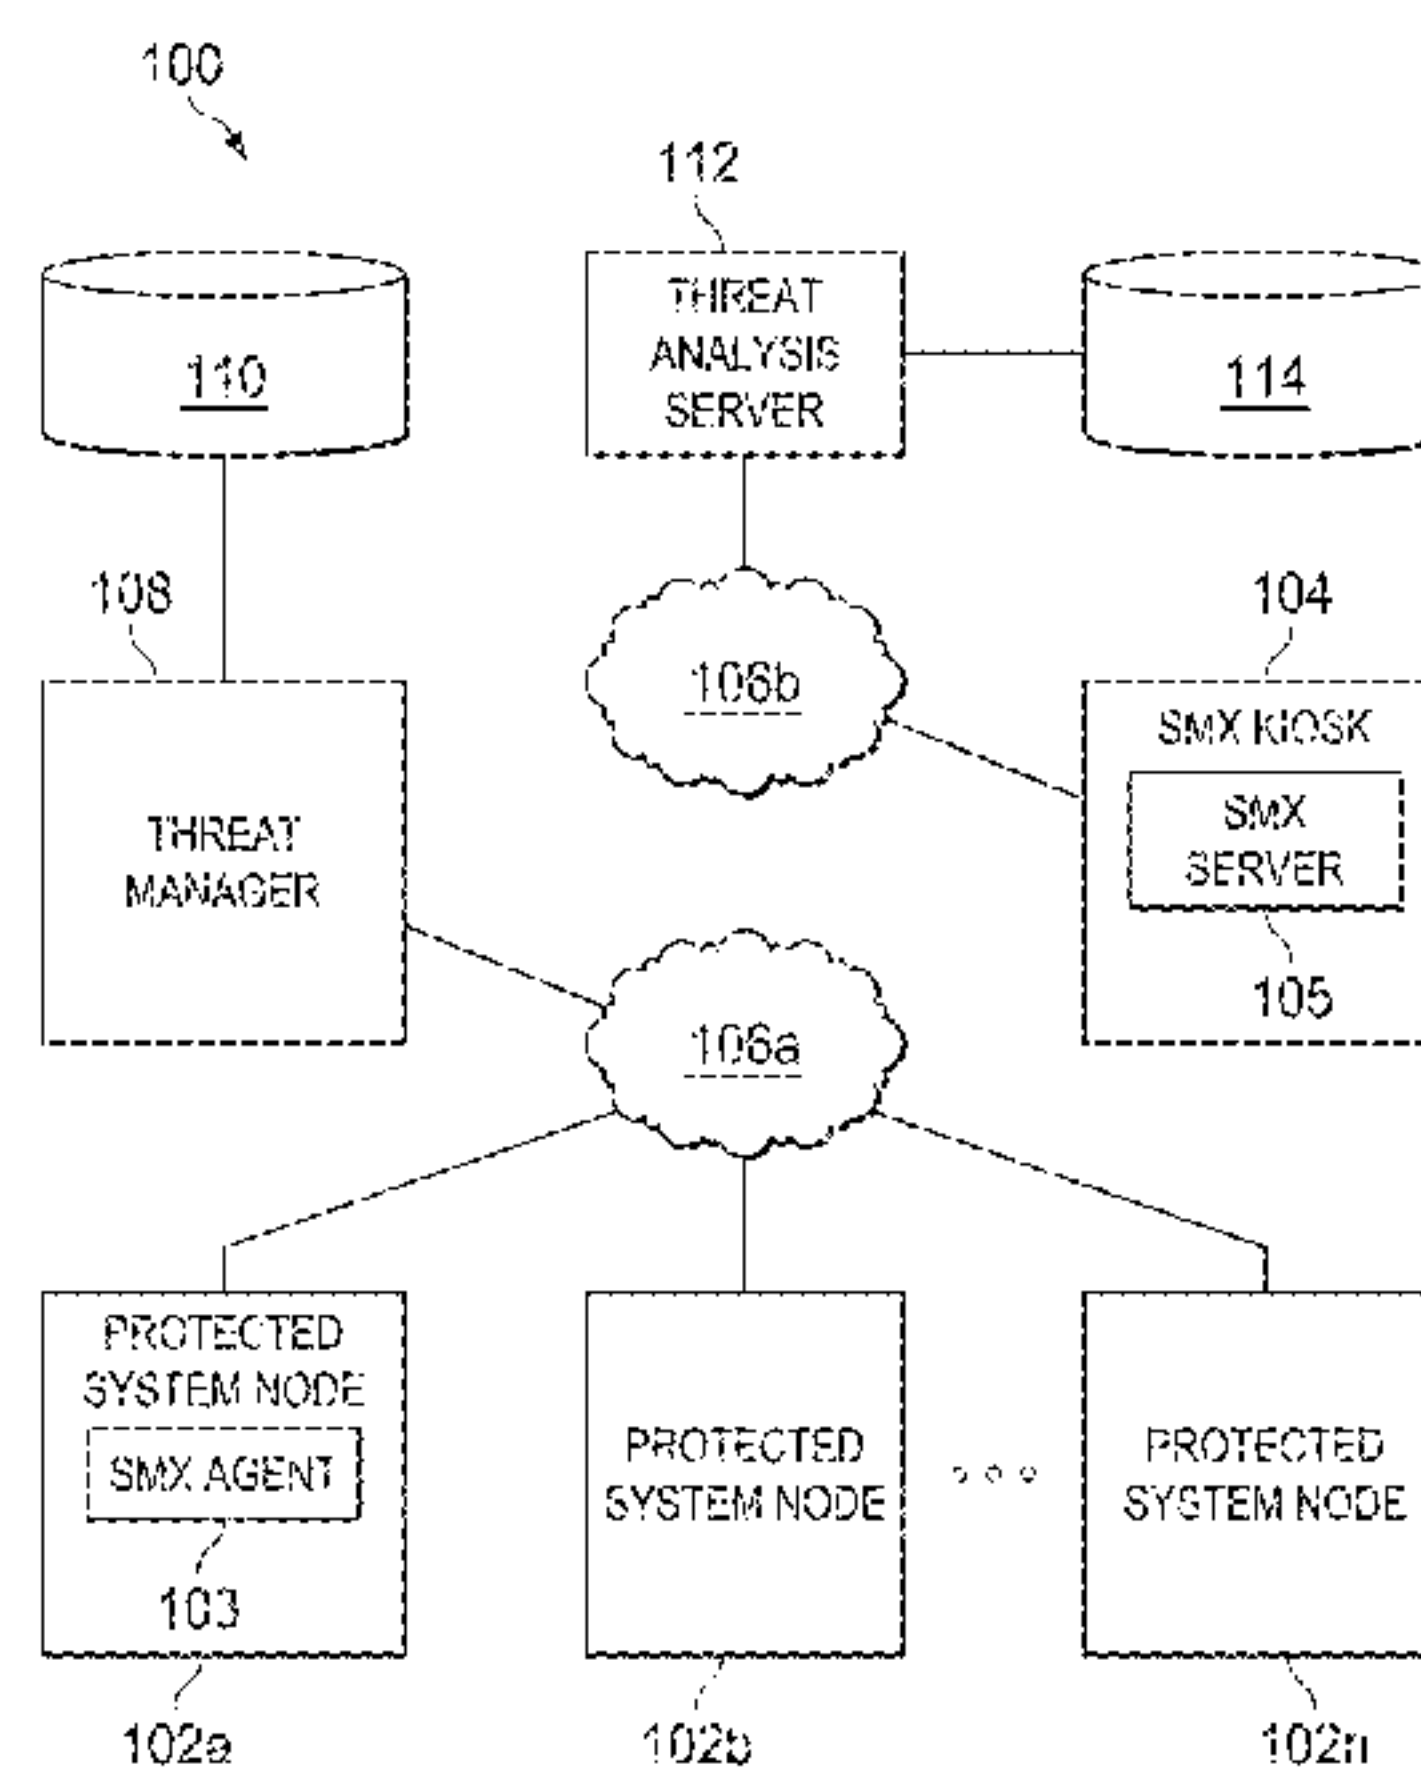 100
112
THREAT
ANALYSIS
SERVER
110
114
108
106b
104
SMX KIOSK
SMX
SERVER
105
THREAT
MANAGER
106a
PROTECTED
SYSTEM NODE
SMX AGENT
103
PROTECTED
SYSTEM NODE
PROTECTED
SYSTEM NODE
102a
102b
102n